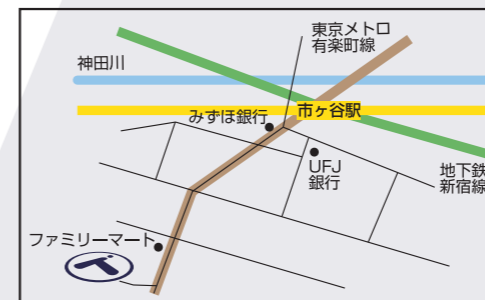 東京メトロ
有楽町線
神田川
市ヶ谷駅
みずほ銀行
UFJ
銀行
地下鉄
新宿線
ファミリーマート